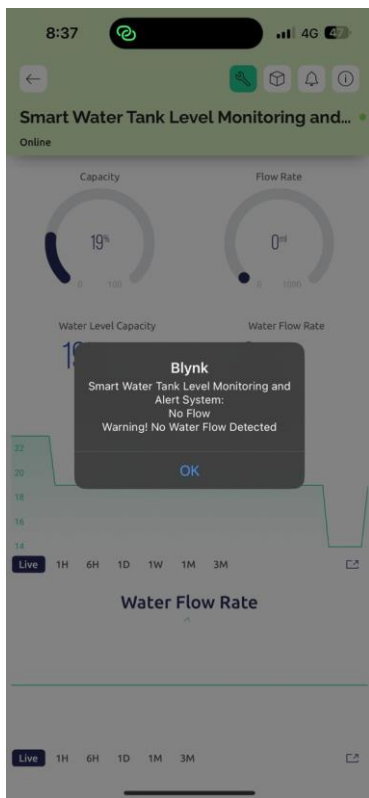 8:37
4G 47
Smart Water Tank Level Monitoring and...
Online
Capacity
Flow Rate
19%
0ml
0 100
0 1000
Water Level Capacity
Water Flow Rate
Blynk
Smart Water Tank Level Monitoring and
Alert System:
No Flow
Warning! No Water Flow Detected
OK
22
20
18
16
14
Live 1H 6H 1D 1W 1M 3M
Water Flow Rate
Live 1H 6H 1D 1M 3M